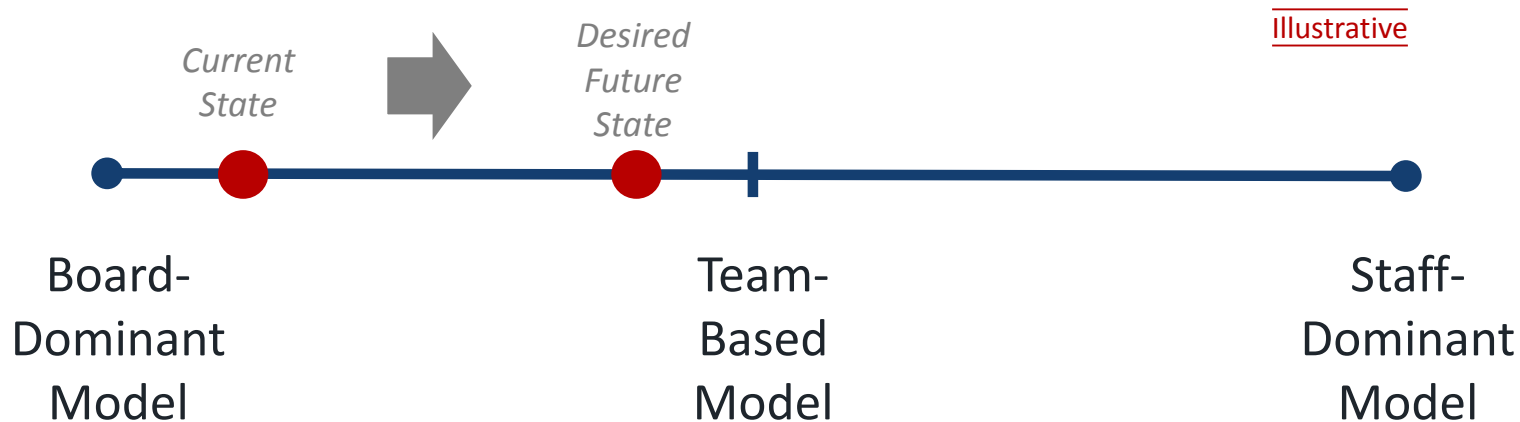 Illustrative
Current
State
Desired
Future
State
Board-
Dominant
Model
Team-
Based
Model
Staff-
Dominant
Model